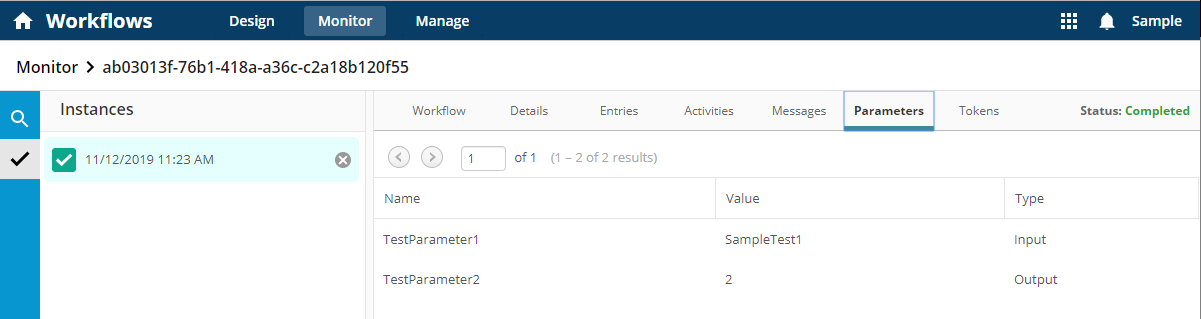 Workflows Design Monitor Manage Sample
Monitor > ab03013f-76b1-418a-a36c-c2a18b120f55
Instances
11/12/2019 11:23 AM
Workflow Details Entries Activities Messages Parameters Tokens Status: Completed
1 of 1 (1 – 2 of 2 results)
Name Value Type
TestParameter1 SampleTest1 Input
TestParameter2 2 Output